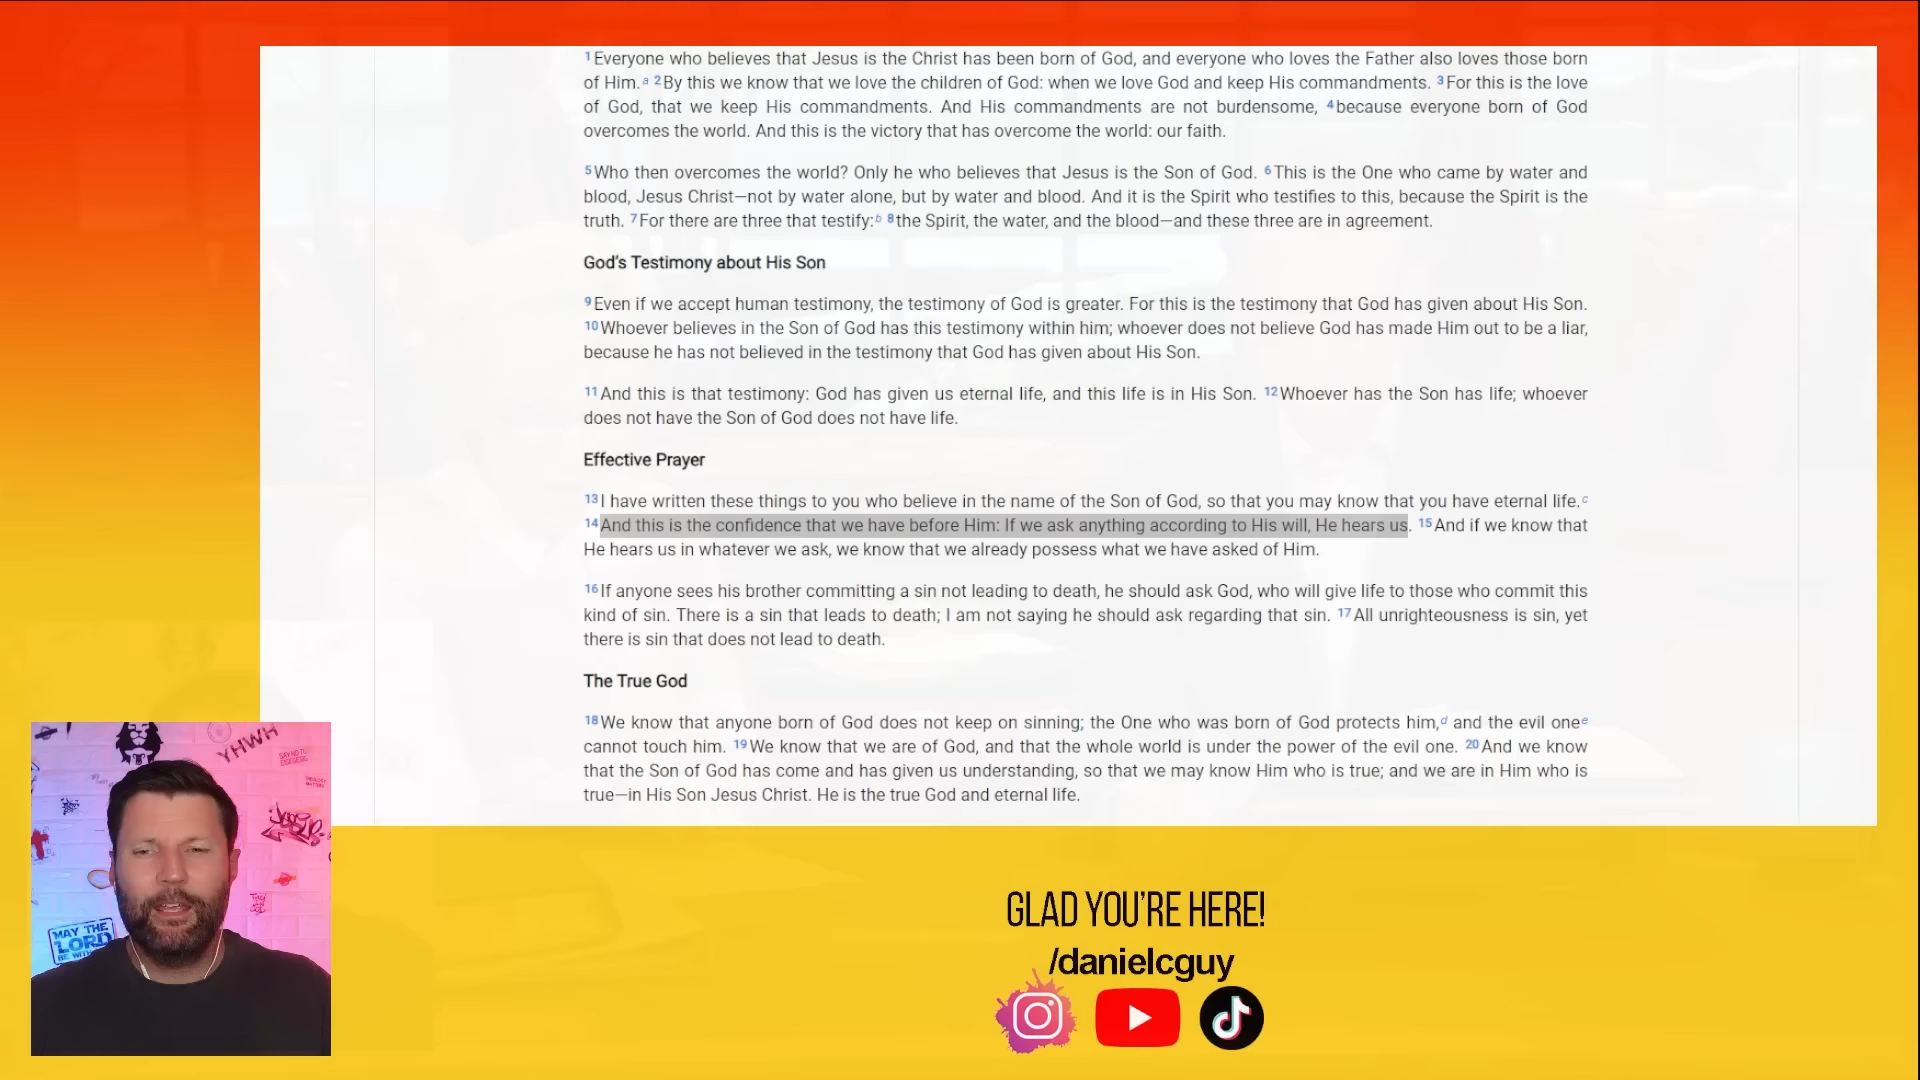 1 Everyone who believes that Jesus is the Christ has been born of God, and everyone who loves the Father also loves those born
of Him. a 2 By this we know that we love the children of God: when we love God and keep His commandments. 3 For this is the love
of God, that we keep His commandments. And His commandments are not burdensome, 4 because everyone born of God
overcomes the world. And this is the victory that has overcome the world: our faith.
5 Who then overcomes the world? Only he who believes that Jesus is the Son of God. 6 This is the One who came by water and
blood, Jesus Christ—not by water alone, but by water and blood. And it is the Spirit who testifies to this, because the Spirit is the
truth. 7 For there are three that testify: b 8 the Spirit, the water, and the blood—and these three are in agreement.
God's Testimony about His Son
9 Even if we accept human testimony, the testimony of God is greater. For this is the testimony that God has given about His Son.
10 Whoever believes in the Son of God has this testimony within him; whoever does not believe God has made Him out to be a liar,
because he has not believed in the testimony that God has given about His Son.
11 And this is that testimony: God has given us eternal life, and this life is in His Son. 12 Whoever has the Son has life; whoever
does not have the Son of God does not have life.
Effective Prayer
13 I have written these things to you who believe in the name of the Son of God, so that you may know that you have eternal life. c
14 And this is the confidence that we have before Him: If we ask anything according to His will, He hears us. 15 And if we know that
He hears us in whatever we ask, we know that we already possess what we have asked of Him.
16 If anyone sees his brother committing a sin not leading to death, he should ask God, who will give life to those who commit this
kind of sin. There is a sin that leads to death; I am not saying he should ask regarding that sin. 17 All unrighteousness is sin, yet
there is sin that does not lead to death.
The True God
18 We know that anyone born of God does not keep on sinning; the One who was born of God protects him, d and the evil one e
cannot touch him. 19 We know that we are of God, and that the whole world is under the power of the evil one. 20 And we know
that the Son of God has come and has given us understanding, so that we may know Him who is true; and we are in Him who is
true—in His Son Jesus Christ. He is the true God and eternal life.
YHWH
MAY THE
LORD
BE WITH
GLAD YOU'RE HERE!
/danielcguy